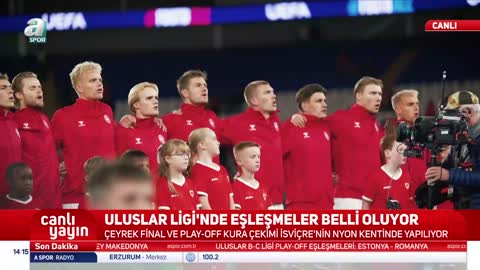 a
SPOR
CANLI
canlı
yayın
ULUSLAR LİGİ'NDE EŞLEŞMELER BELLİ OLUYOR
ÇEYREK FİNAL VE PLAY-OFF KURA ÇEKİMİ İSVİÇRE'NİN NYON KENTİNDE YAPILIYOR
Son Dakika
EY MAKEDONYA
aspor.com.tr
ULUSLAR B-C LİGİ PLAY-OFF EŞLEŞMELERİ: ESTONYA - ROMANYA
aspor.c
14:15
a SPOR RADYO
ERZURUM - Merkez
100.2